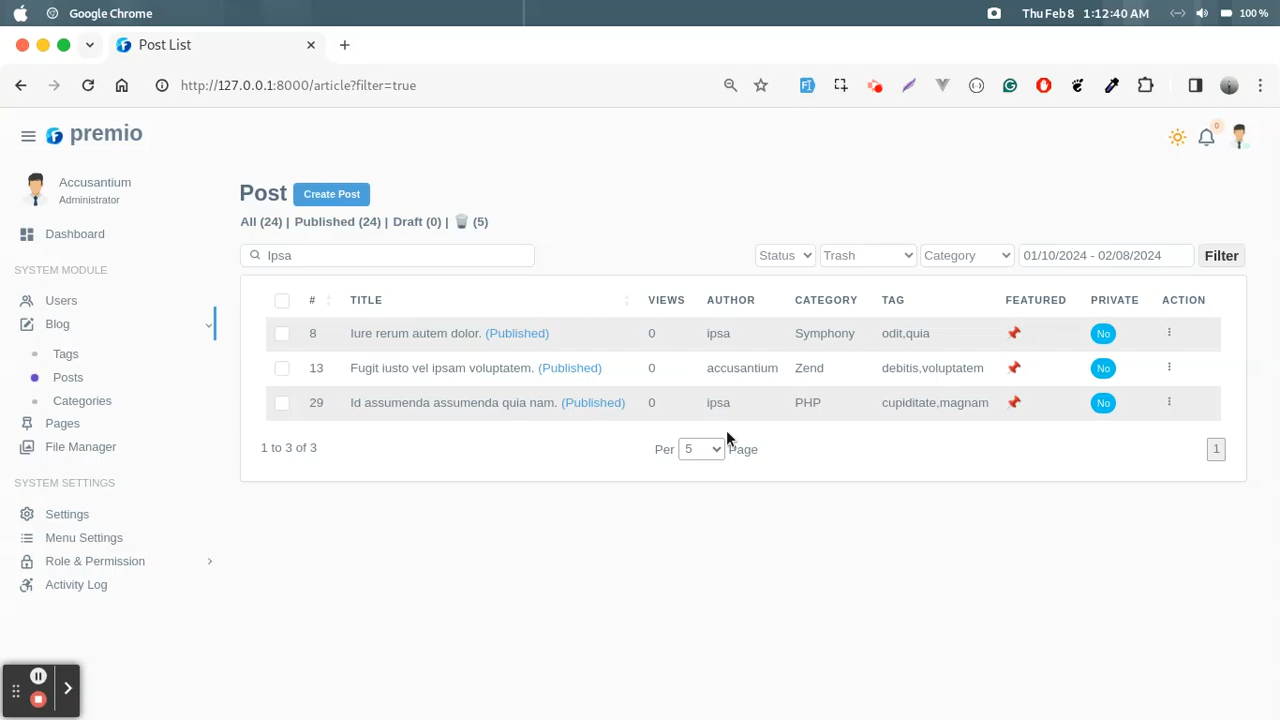 Google Chrome Thu Feb 8 1:12:40 AM 100 %
Post List
http://127.0.0.1:8000/article?filter=true
premio 0
Accusantium
Administrator
Dashboard
SYSTEM MODULE
Users
Blog
Tags
Posts
Categories
Pages
File Manager
SYSTEM SETTINGS
Settings
Menu Settings
Role & Permission
Activity Log
Post Create Post
All (24) | Published (24) | Draft (0) | (5)
Ipsa Status Trash Category 01/10/2024 - 02/08/2024 Filter
# TITLE VIEWS AUTHOR CATEGORY TAG FEATURED PRIVATE ACTION
8 Iure rerum autem dolor. (Published) 0 ipsa Symphony odit,quia No
13 Fugit iusto vel ipsam voluptatem. (Published) 0 accusantium Zend debitis,voluptatem No
29 Id assumenda assumenda quia nam. (Published) 0 ipsa PHP cupiditate,magnam No
1 to 3 of 3 Per 5 Page 1